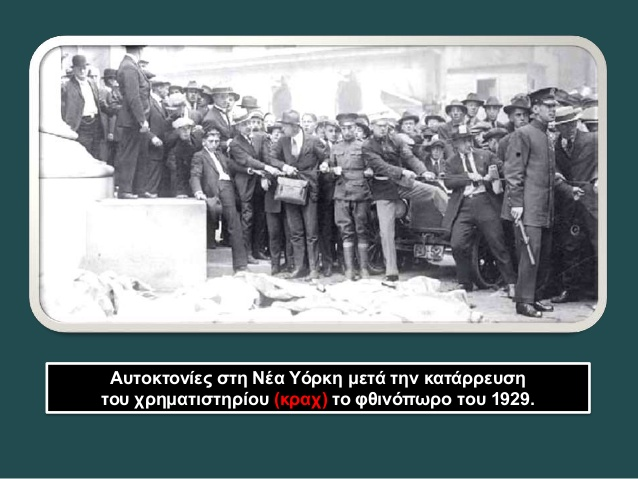 Αυτοκτονίες στη Νέα Υόρκη μετά την κατάρρευση
του χρηματιστηρίου (κραχ) το φθινόπωρο του 1929.